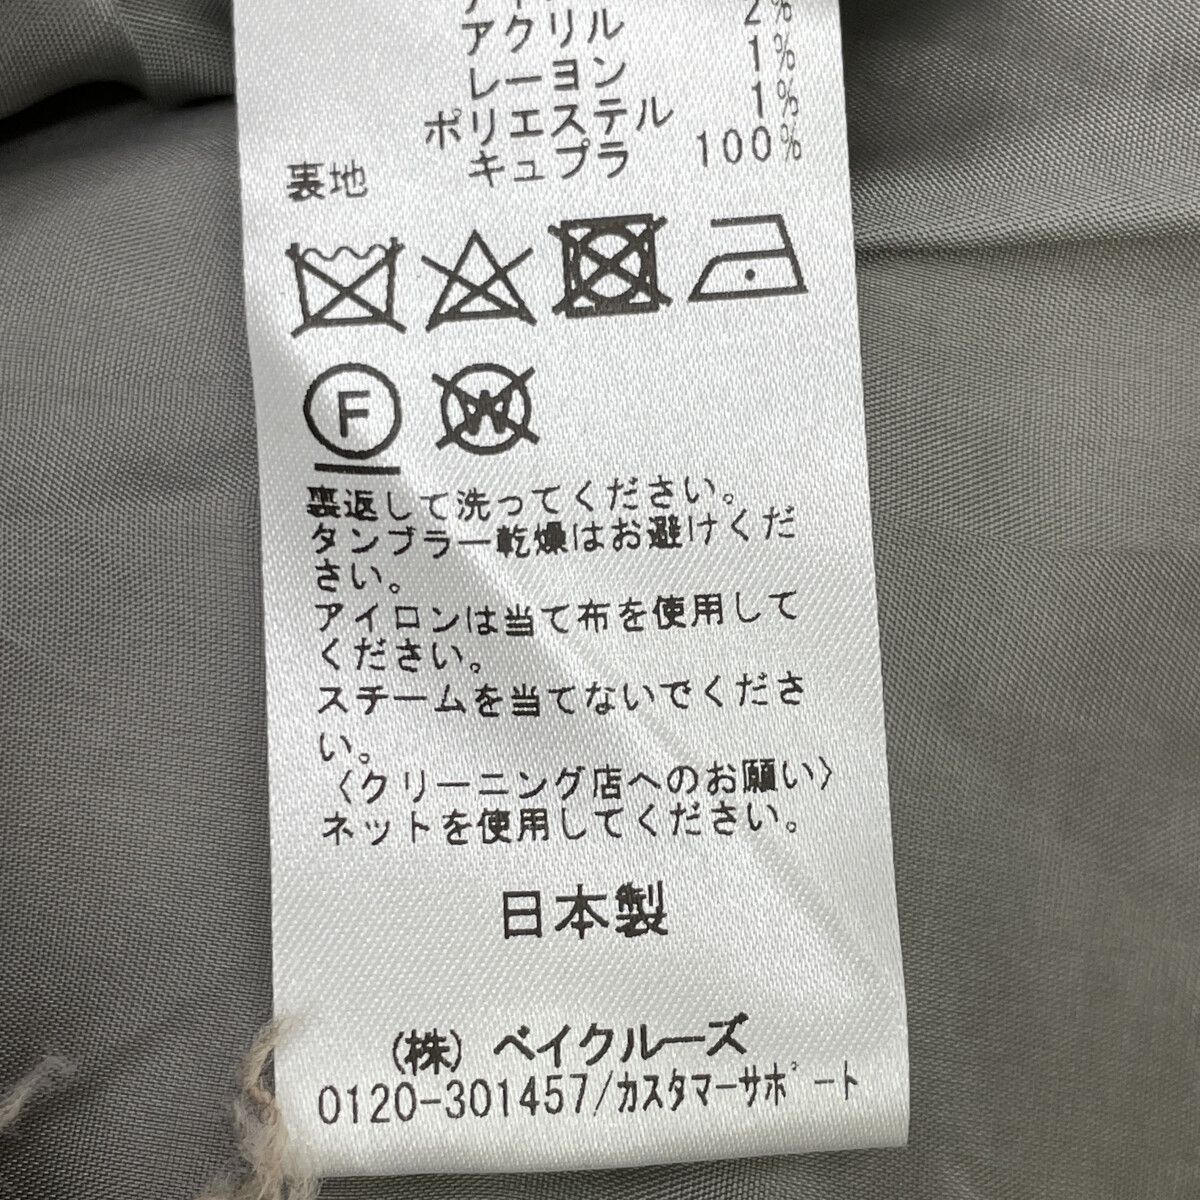 2%
アクリル 1%
レーヨン 1%
ポリエステル
裏地 キュプラ 100%
F
W
裏返して洗ってください。
タンブラー乾燥はお避けくだ
さい。
アイロンは当て布を使用して
ください。
スチームを当てないでくださ
い。
〈クリーニング店へのお願い〉
ネットを使用してください。
日本製
(株) ベイクルーズ
0120-301457/ｶｽﾀﾏｰｻﾎﾟｰﾄ